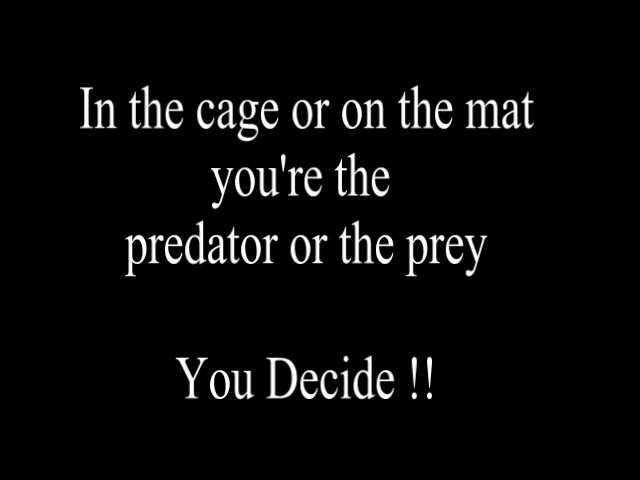 In the cage or on the mat
you're the
predator or the prey
You Decide !!